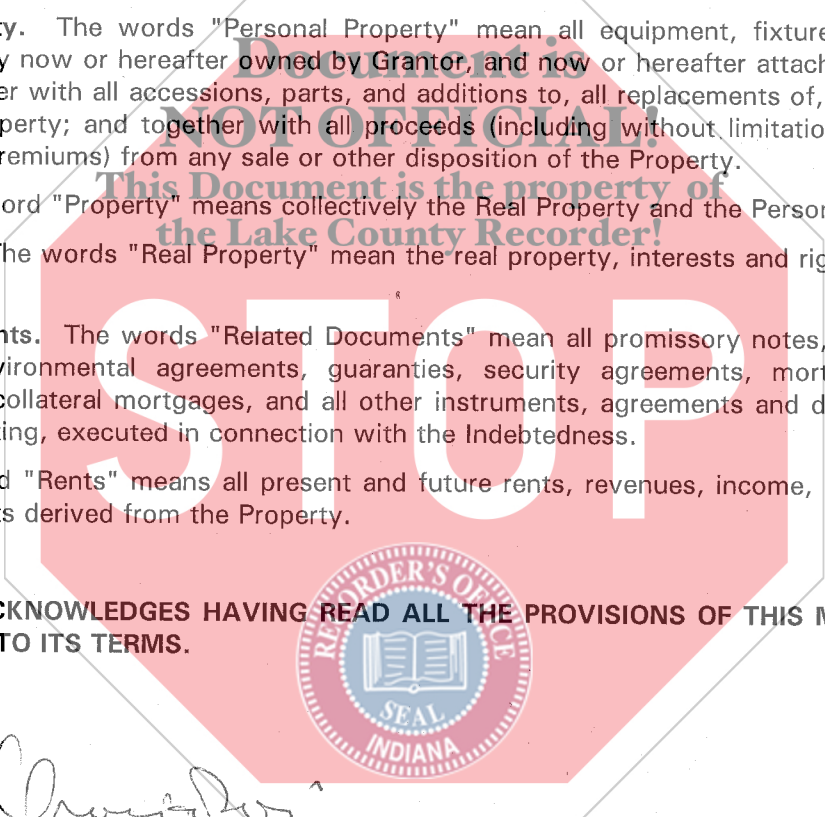 ty. The words "Personal Property" mean all equipment, fixture
y now or hereafter owned by Grantor, and now or hereafter attach
er with all accessions, parts, and additions to, all replacements of,
perty; and together with all proceeds (including without limitatio
remiums) from any sale or other disposition of the Property.
ord "Property" means collectively the Real Property and the Person
he words "Real Property" mean the real property, interests and rig
nts. The words "Related Documents" mean all promissory notes,
vironmental agreements, guaranties, security agreements, mort
collateral mortgages, and all other instruments, agreements and d
ing, executed in connection with the Indebtedness.
d "Rents" means all present and future rents, revenues, income,
ts derived from the Property.
CKNOWLEDGES HAVING READ ALL THE PROVISIONS OF THIS M
TO ITS TERMS.
Document is
NOT OFFICIAL!
This Document is the property of
the Lake County Recorder!
STOP
RECORDER'S OFFICE
SEAL
INDIANA